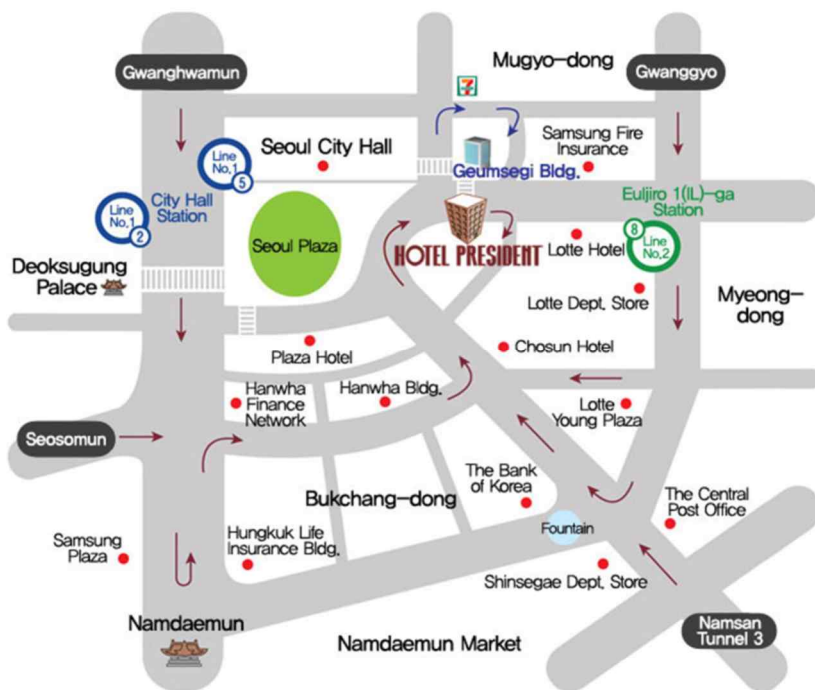 Mugyo-dong
Gwanghwamun
Gwanggyo
7
Line
No.1
5
Seoul City Hall
Samsung Fire
Insurance
Geumsegi Bldg.
City Hall
Station
Line
No.1
2
Euljiro 1(IL)-ga
Station
8
Line
No.2
Seoul Plaza
HOTEL PRESIDENT
Lotte Hotel
Deoksugung
Palace
Lotte Dept. Store
Myeong-
dong
Plaza Hotel
Chosun Hotel
Hanwha
Finance
Network
Hanwha Bldg.
Lotte
Young Plaza
Seosomun
The Bank
of Korea
Bukchang-dong
The Central
Post Office
Fountain
Samsung
Plaza
Hungkuk Life
Insurance Bldg.
Shinsegae Dept. Store
Namdaemun
Namdaemun Market
Namsan
Tunnel 3